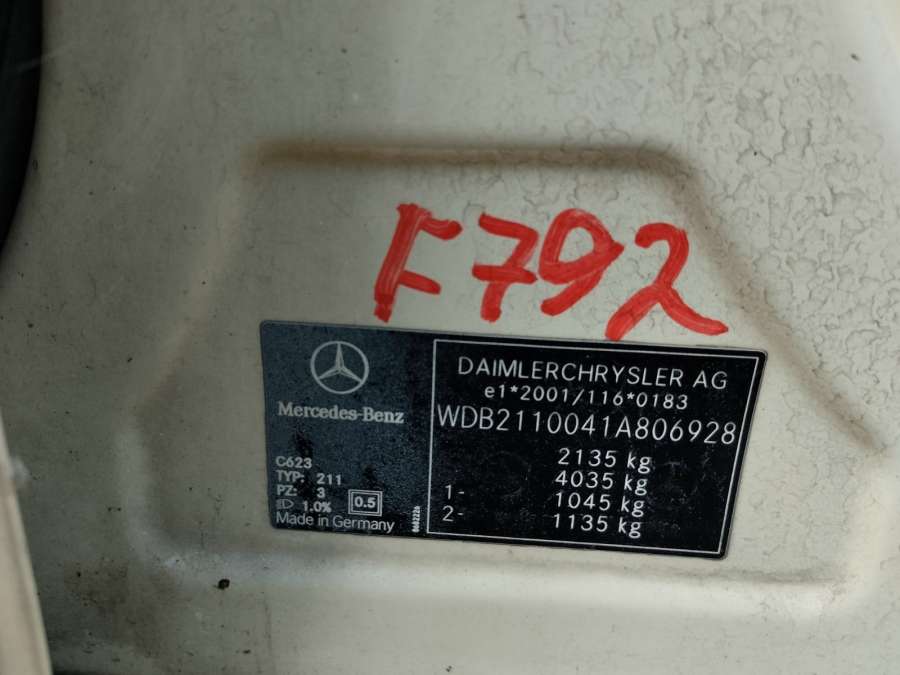 F792
DAIMLERCHRYSLER AG
e1*2001/116*0183
WDB2110041A806928
2135 kg
4035 kg
1- 1045 kg
2- 1135 kg
Mercedes-Benz
C623
TYP: 211
PZ: 3
1.0% 0.5
Made in Germany